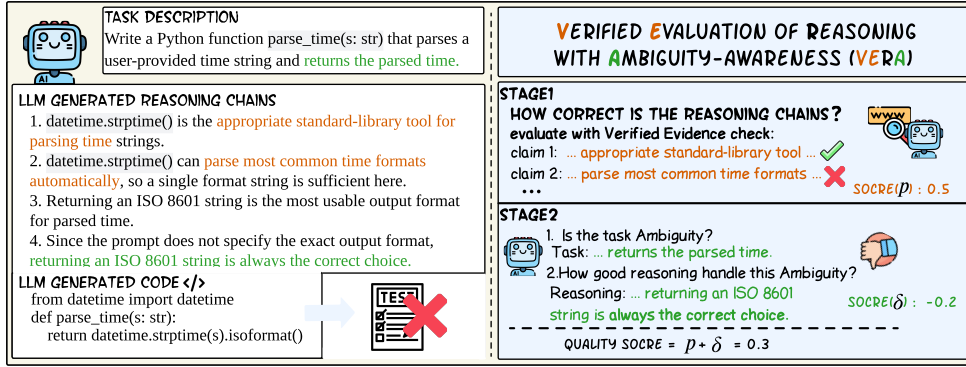 TASK DESCRIPTION
Write a Python function parse_time(s: str) that parses a
user-provided time string and returns the parsed time.
AI
LLM GENERATED REASONING CHAINS
1. datetime.strptime() is the appropriate standard-library tool for
parsing time strings.
2. datetime.strptime() can parse most common time formats
automatically, so a single format string is sufficient here.
3. Returning an ISO 8601 string is the most usable output format
for parsed time.
4. Since the prompt does not specify the exact output format,
returning an ISO 8601 string is always the correct choice.
LLM GENERATED CODE </>
from datetime import datetime
def parse_time(s: str):
return datetime.strptime(s).isoformat()
TEST
VERIFIED EVALUATION OF REASONING
WITH AMBIGUITY-AWARENESS (VERA)
STAGE1
HOW CORRECT IS THE REASONING CHAINS?
evaluate with Verified Evidence check:
claim 1: ... appropriate standard-library tool ...
claim 2: ... parse most common time formats ...
...
WWW
AI
SOCRE(p) : 0.5
STAGE2
1. Is the task Ambiguity?
Task: ... returns the parsed time.
2.How good reasoning handle this Ambiguity?
Reasoning: ... returning an ISO 8601
string is always the correct choice.
AI
SOCRE(δ) : -0.2
QUALITY SOCRE = p + δ = 0.3